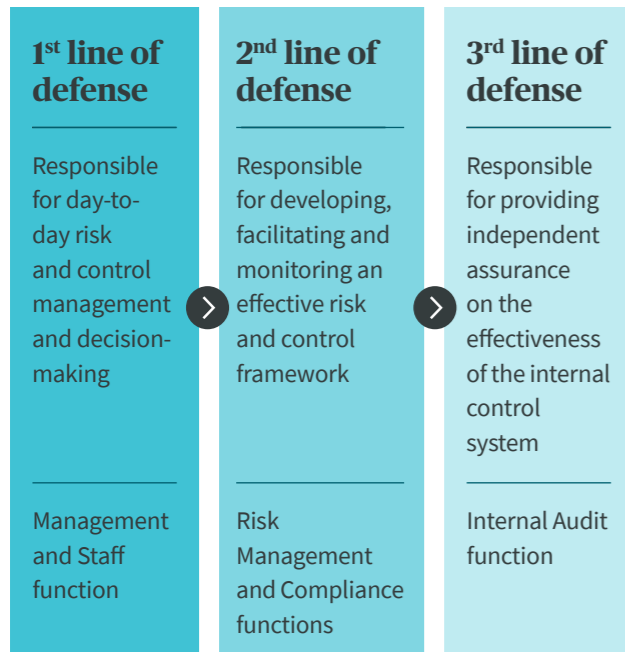 1st line of
defense
Responsible
for day-to-
day risk
and control
management
and decision-
making
Management
and Staff
function
2nd line of
defense
Responsible
for developing,
facilitating and
monitoring an
effective risk
and control
framework
Risk
Management
and Compliance
functions
3rd line of
defense
Responsible
for providing
independent
assurance
on the
effectiveness
of the internal
control
system
Internal Audit
function